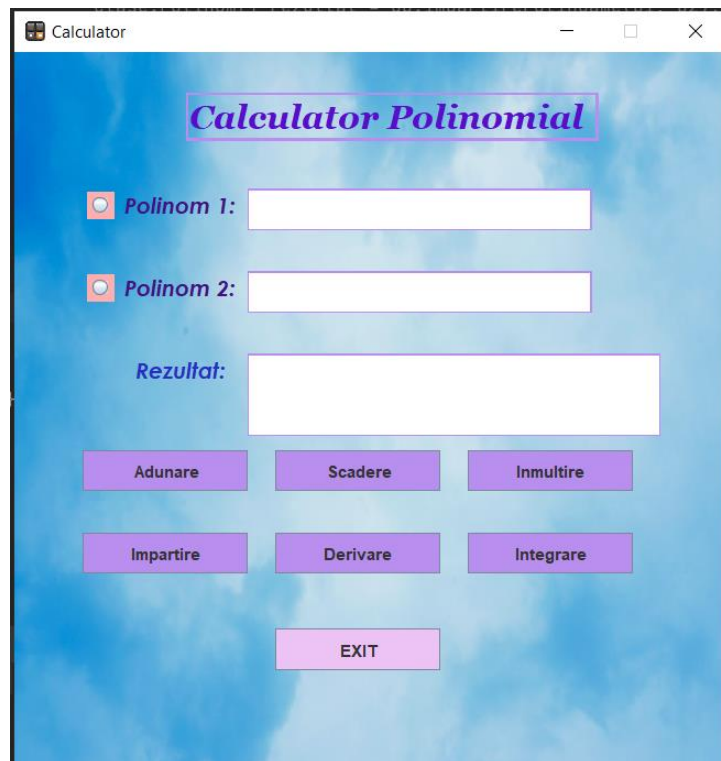 Calculator
Calculator Polinomial
Polinom 1:
Polinom 2:
Rezultat:
Adunare Scadere Inmultire
Impartire Derivare Integrare
EXIT